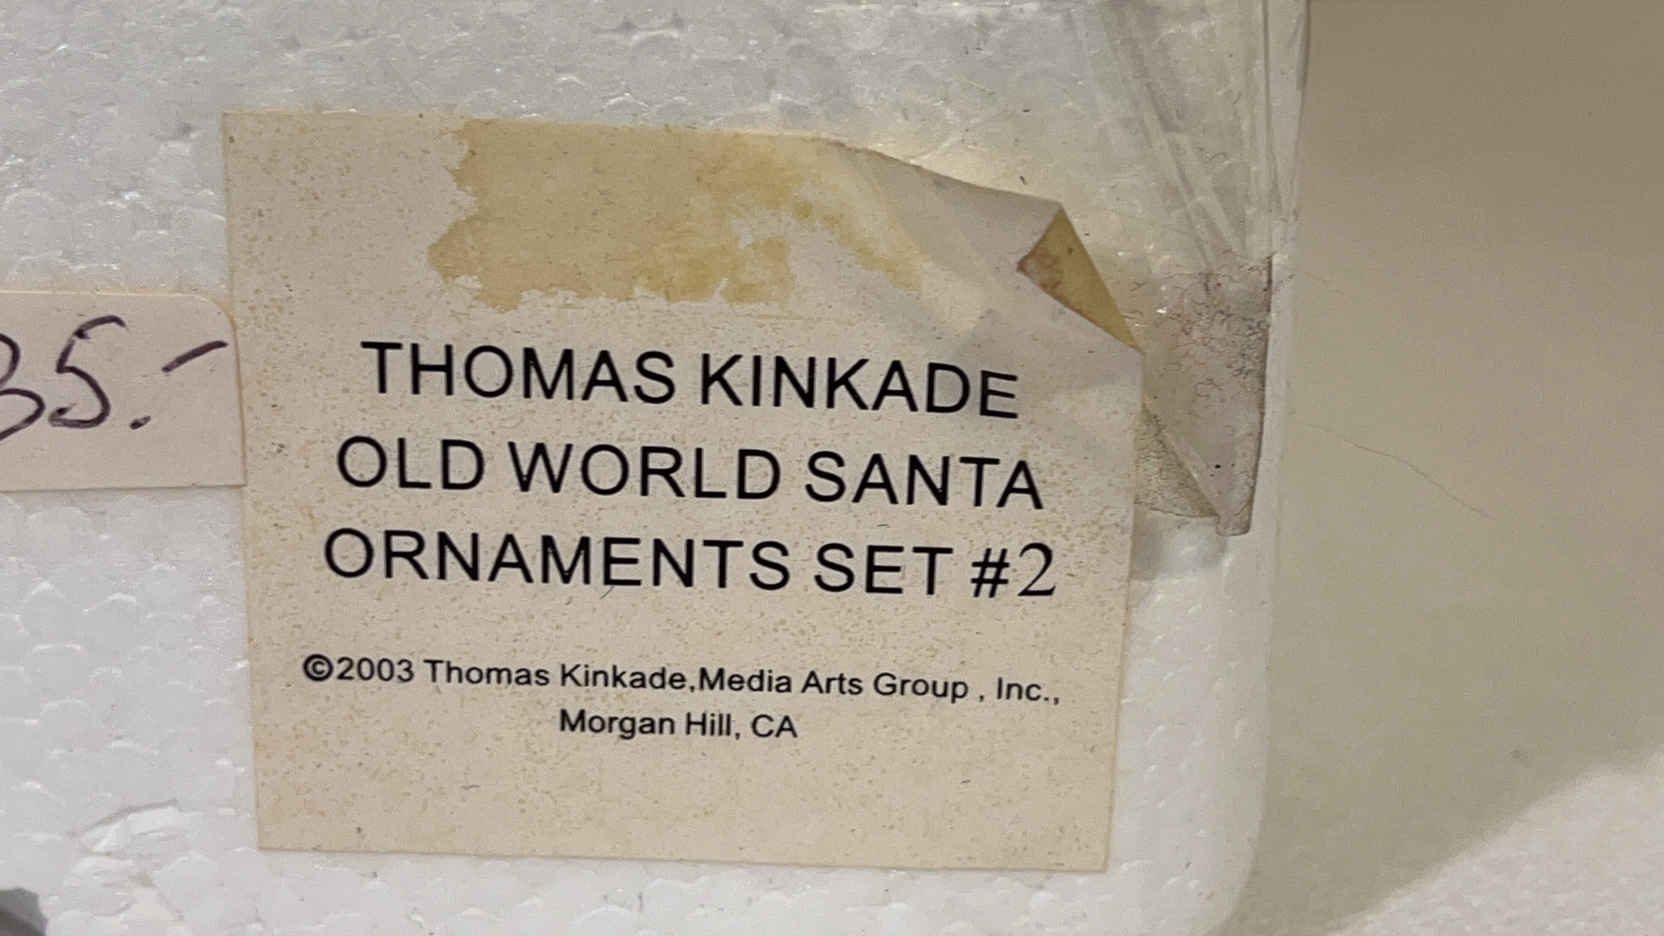 35.-
THOMAS KINKADE
OLD WORLD SANTA
ORNAMENTS SET #2
©2003 Thomas Kinkade,Media Arts Group , Inc.,
Morgan Hill, CA